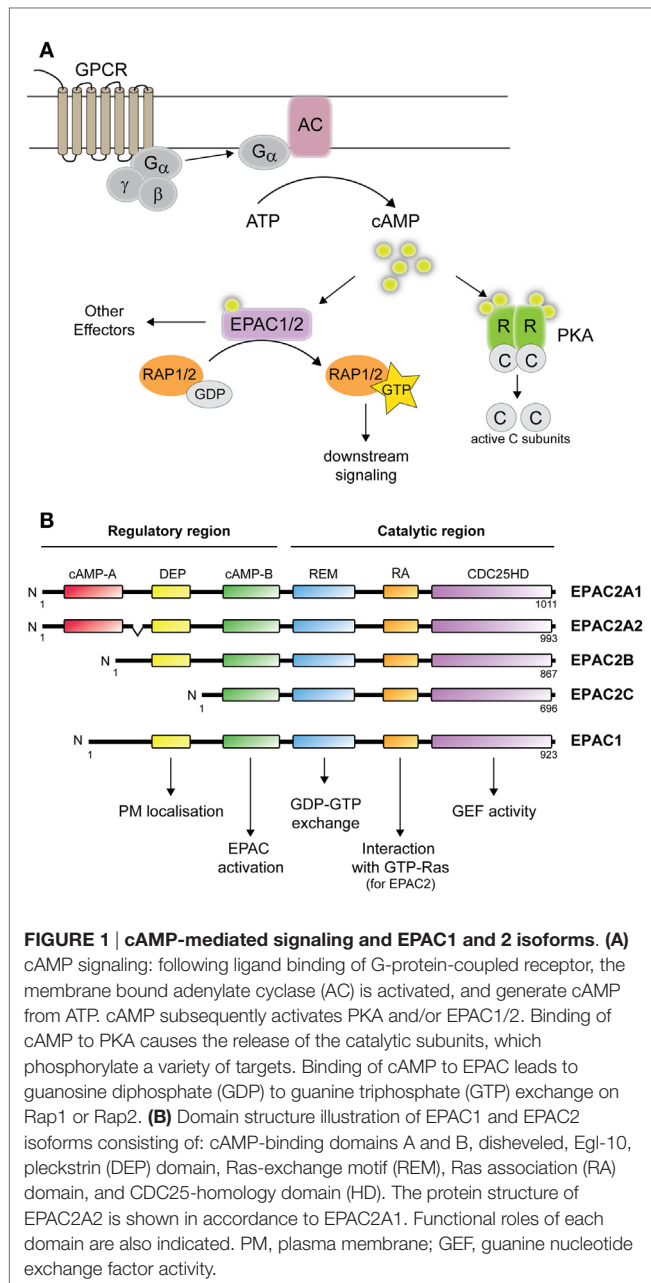 A
GPCR
AC
Gα
Gα
γ
β
ATP
cAMP
Other
Effectors
EPAC1/2
R R
PKA
C C
RAP1/2
GDP
RAP1/2
GTP
C C
active C subunits
downstream
signaling
B
Regulatory region
Catalytic region
cAMP-A
DEP
cAMP-B
REM
RA
CDC25HD
N
1
1011
EPAC2A1
N
1
993
EPAC2A2
N
1
867
EPAC2B
N
1
696
EPAC2C
N
1
923
EPAC1
PM localisation
EPAC
activation
GDP-GTP
exchange
Interaction
with GTP-Ras
(for EPAC2)
GEF activity
FIGURE 1 | cAMP-mediated signaling and EPAC1 and 2 isoforms. (A)
cAMP signaling: following ligand binding of G-protein-coupled receptor, the
membrane bound adenylate cyclase (AC) is activated, and generate cAMP
from ATP. cAMP subsequently activates PKA and/or EPAC1/2. Binding of
cAMP to PKA causes the release of the catalytic subunits, which
phosphorylate a variety of targets. Binding of cAMP to EPAC leads to
guanosine diphosphate (GDP) to guanine triphosphate (GTP) exchange on
Rap1 or Rap2. (B) Domain structure illustration of EPAC1 and EPAC2
isoforms consisting of: cAMP-binding domains A and B, disheveled, Egl-10,
pleckstrin (DEP) domain, Ras-exchange motif (REM), Ras association (RA)
domain, and CDC25-homology domain (HD). The protein structure of
EPAC2A2 is shown in accordance to EPAC2A1. Functional roles of each
domain are also indicated. PM, plasma membrane; GEF, guanine nucleotide
exchange factor activity.